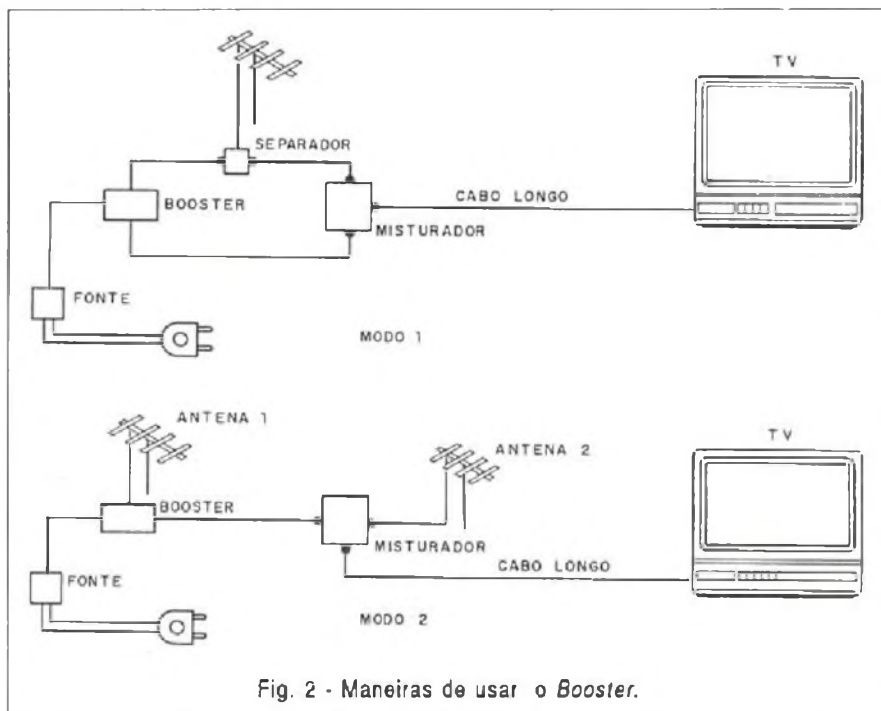 TV
SEPARADOR
BOOSTER
CABO LONGO
MISTURADOR
FONTE
MODO 1
ANTENA 1
TV
ANTENA 2
BOOSTER
MISTURADOR
CABO LONGO
FONTE
MODO 2
Fig. 2 - Maneiras de usar o Booster.